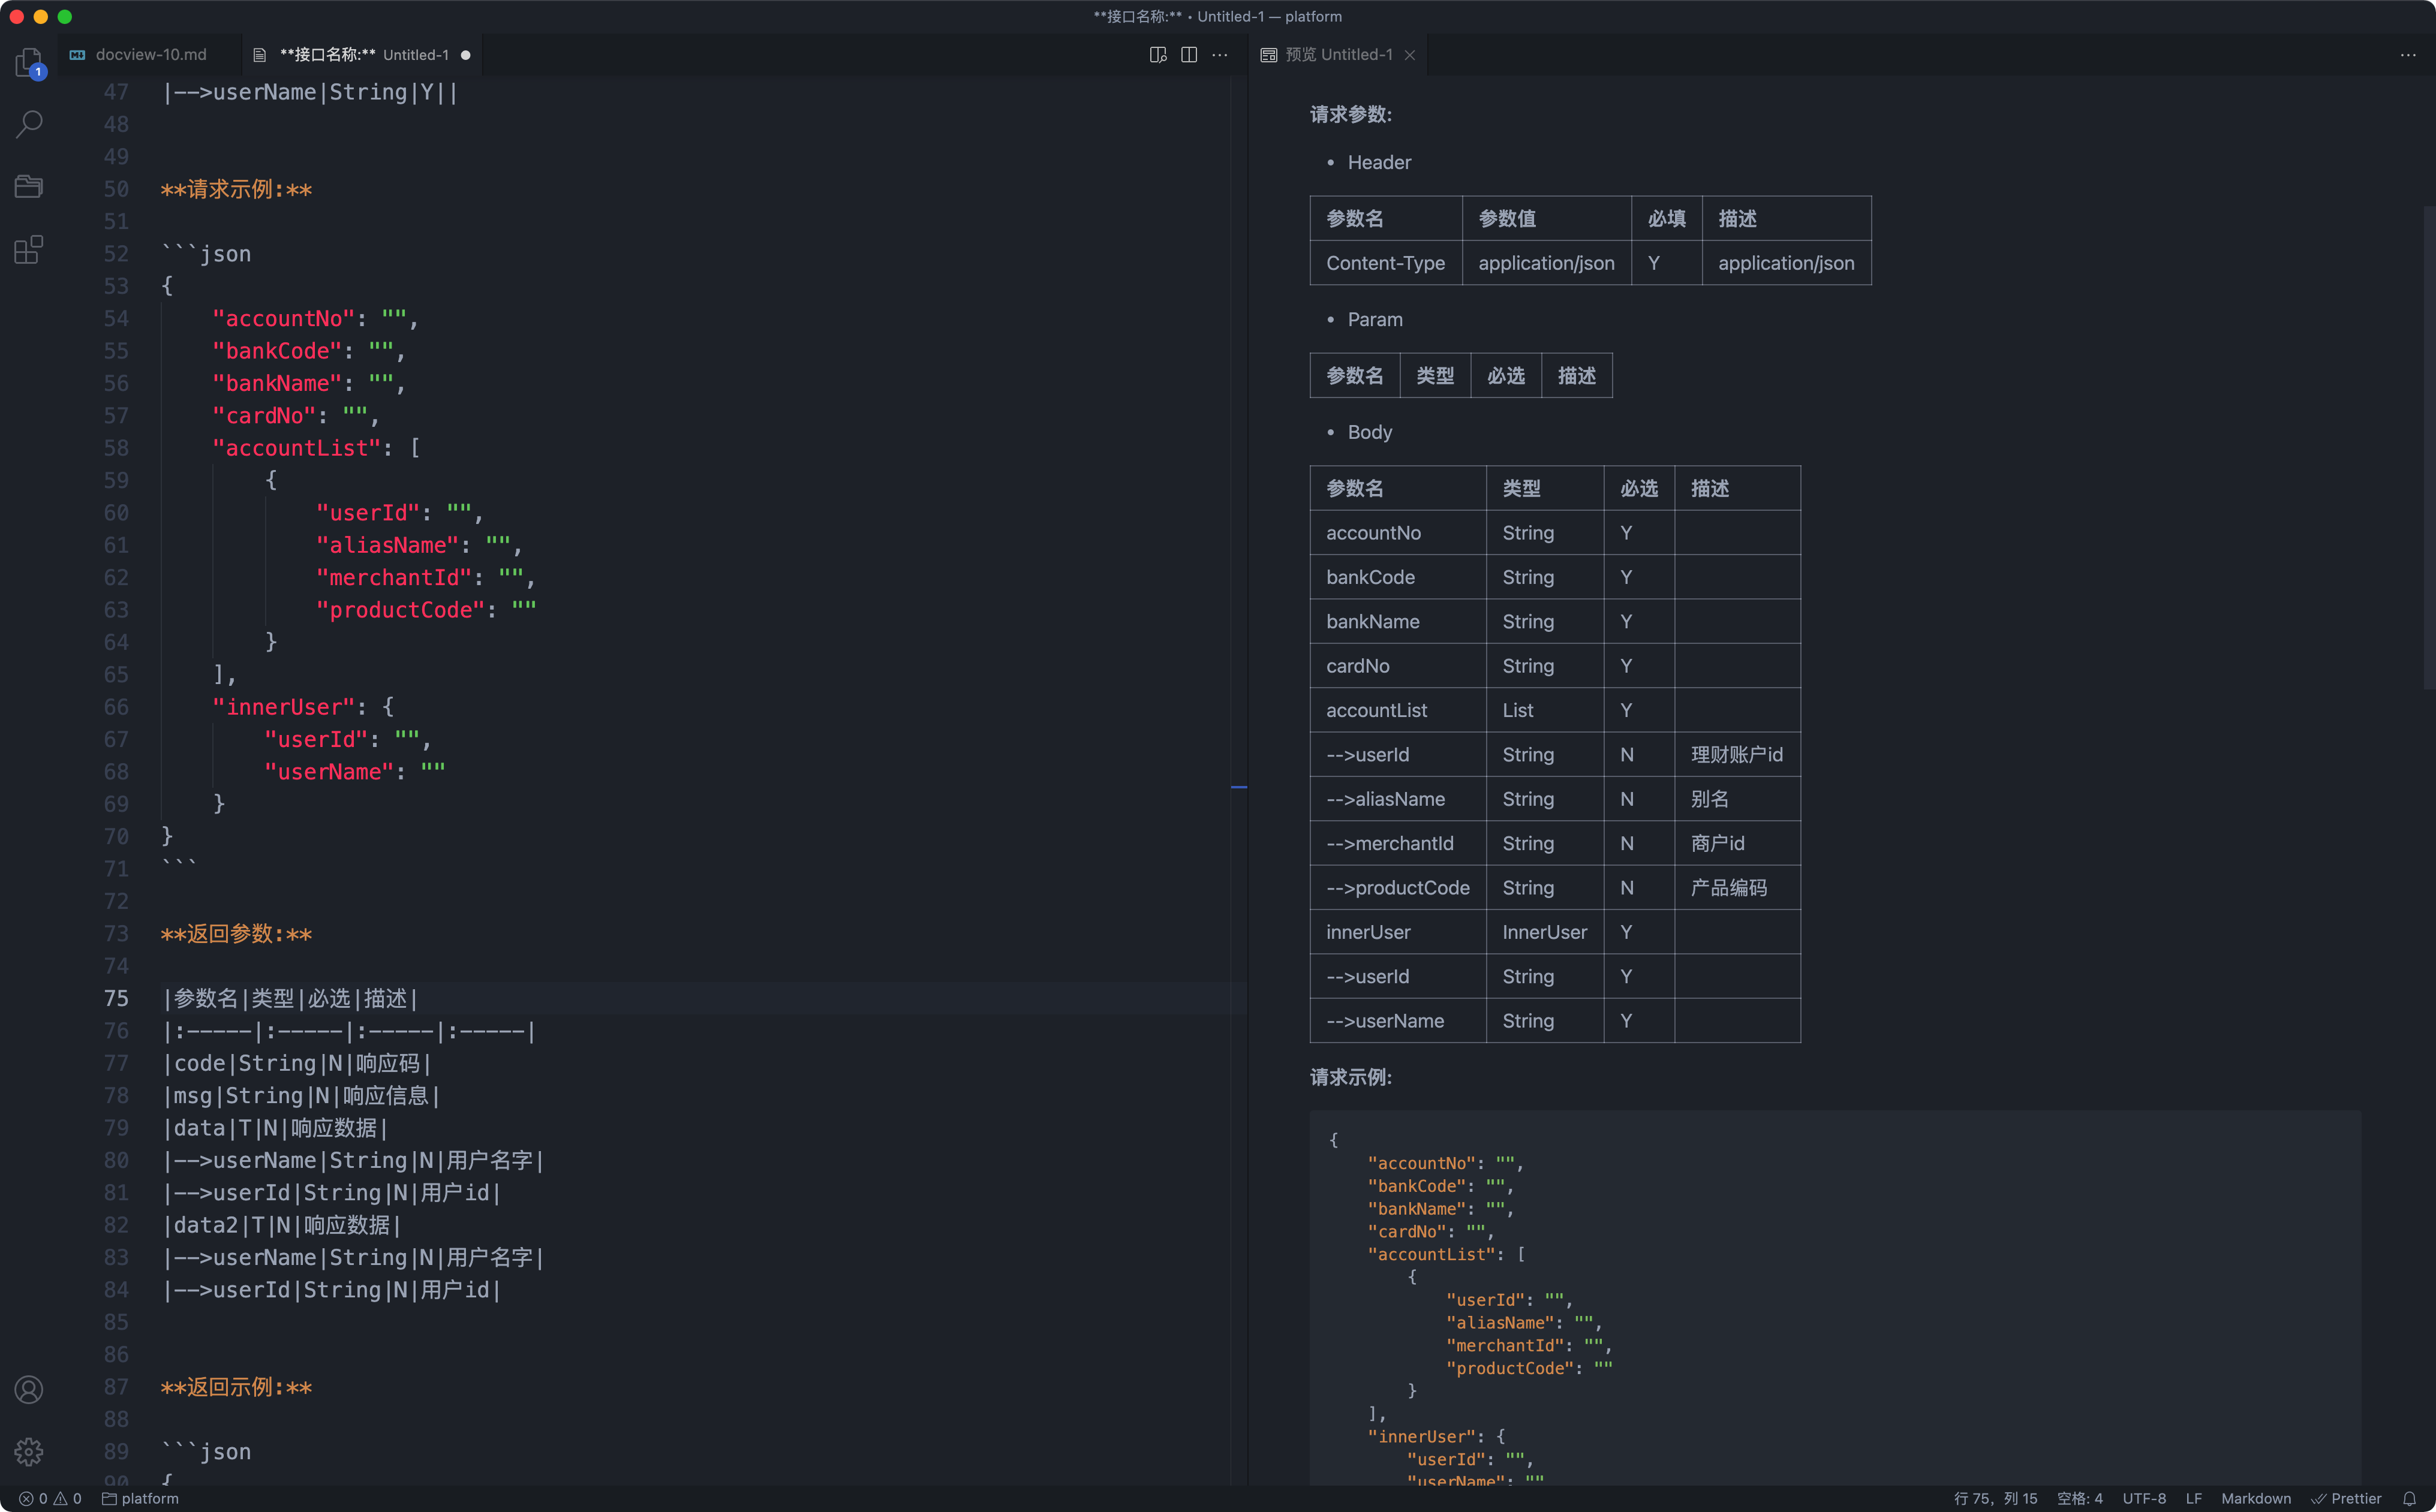 **接口名称:** • Untitled-1 — platform
docview-10.md
**接口名称:** Untitled-1
47 |-->userName|String|Y||
48
49
50 **请求示例:**
51
52 ```json
53 {
54 "accountNo": "",
55 "bankCode": "",
56 "bankName": "",
57 "cardNo": "",
58 "accountList": [
59 {
60 "userId": "",
61 "aliasName": "",
62 "merchantId": "",
63 "productCode": ""
64 }
65 ],
66 "innerUser": {
67 "userId": "",
68 "userName": ""
69 }
70 }
71 ```
72
73 **返回参数:**
74
75 |参数名|类型|必选|描述|
76 |:-----|:-----|:-----|:-----|
77 |code|String|N|响应码|
78 |msg|String|N|响应信息|
79 |data|T|N|响应数据|
80 |-->userName|String|N|用户名字|
81 |-->userId|String|N|用户id|
82 |data2|T|N|响应数据|
83 |-->userName|String|N|用户名字|
84 |-->userId|String|N|用户id|
85
86
87 **返回示例:**
88
89 ```json
90 {
预览 Untitled-1
请求参数:
• Header
参数名 参数值 必填 描述
Content-Type application/json Y application/json
• Param
参数名 类型 必选 描述
• Body
参数名 类型 必选 描述
accountNo String Y
bankCode String Y
bankName String Y
cardNo String Y
accountList List Y
-->userId String N 理财账户id
-->aliasName String N 别名
-->merchantId String N 商户id
-->productCode String N 产品编码
innerUser InnerUser Y
-->userId String Y
-->userName String Y
请求示例:
{
"accountNo": "",
"bankCode": "",
"bankName": "",
"cardNo": "",
"accountList": [
{
"userId": "",
"aliasName": "",
"merchantId": "",
"productCode": ""
}
],
"innerUser": {
"userId": "",
"userName": ""
1
0 0 platform
行 75，列 15 空格: 4 UTF-8 LF Markdown Prettier